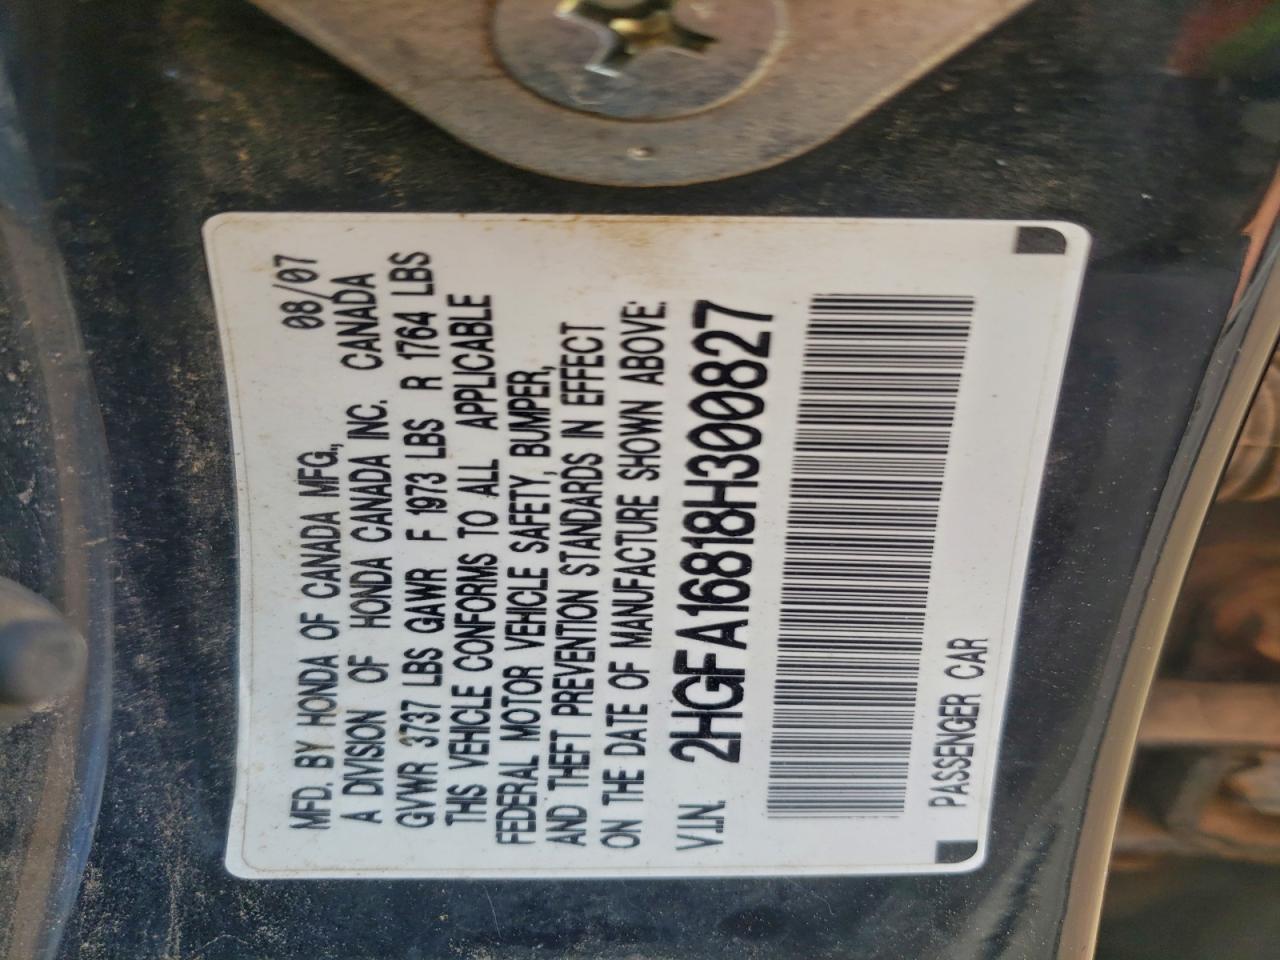 MFD. BY HONDA OF CANADA MFG., 08/07
A DIVISION OF HONDA CANADA INC. CANADA
GVWR 3737 LBS GAWR F 1973 LBS R 1764 LBS
THIS VEHICLE CONFORMS TO ALL APPLICABLE
FEDERAL MOTOR VEHICLE SAFETY, BUMPER,
AND THEFT PREVENTION STANDARDS IN EFFECT
ON THE DATE OF MANUFACTURE SHOWN ABOVE:
V.I.N. 2HGFA16818H300827
PASSENGER CAR